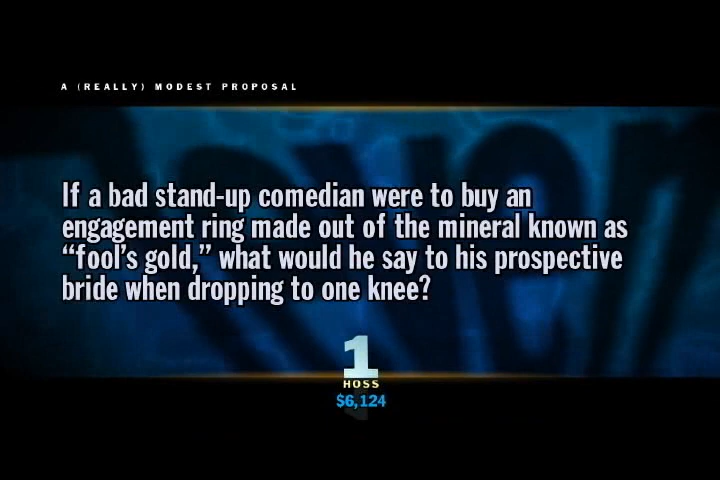 A (REALLY) MODEST PROPOSAL
If a bad stand-up comedian were to buy an
engagement ring made out of the mineral known as
“fool’s gold,” what would he say to his prospective
bride when dropping to one knee?
1
HOSS
$6,124